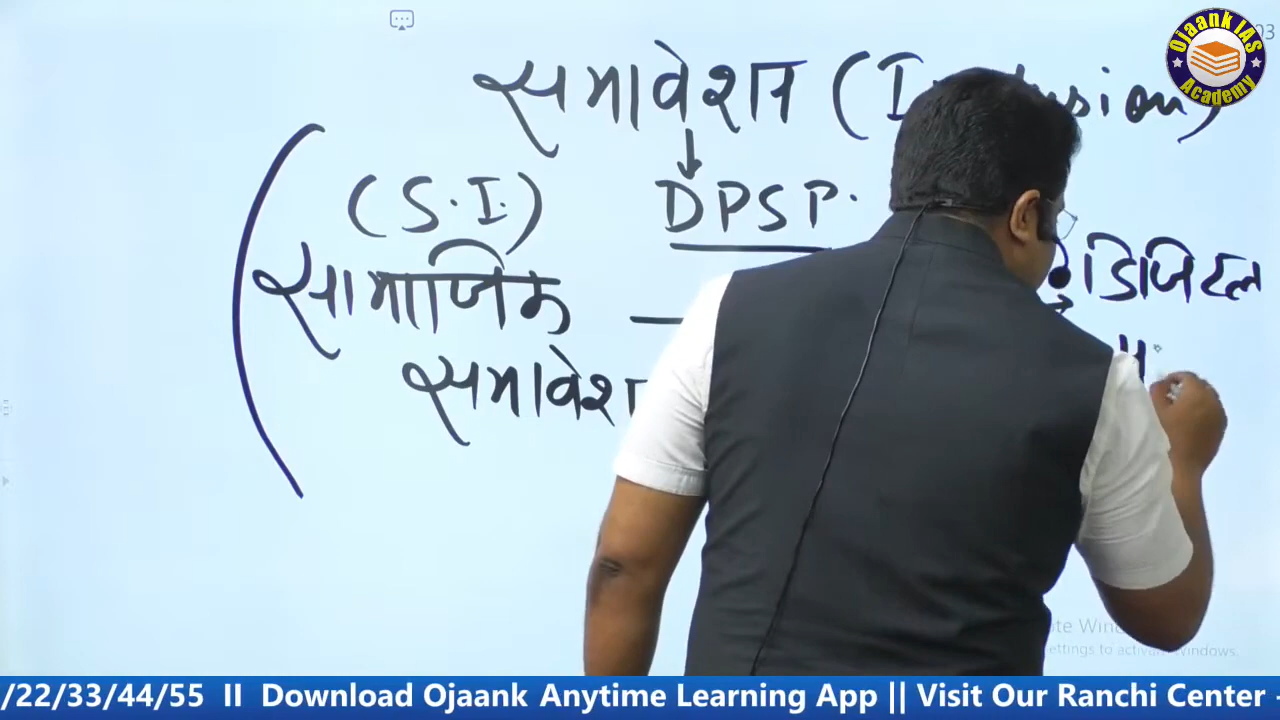 समावेशन (I
(S.I.) DPSP.
सामाजिक डिजिटल
समावेश
Ojaank IAS Academy
/22/33/44/55 II Download Ojaank Anytime Learning App || Visit Our Ranchi Center -